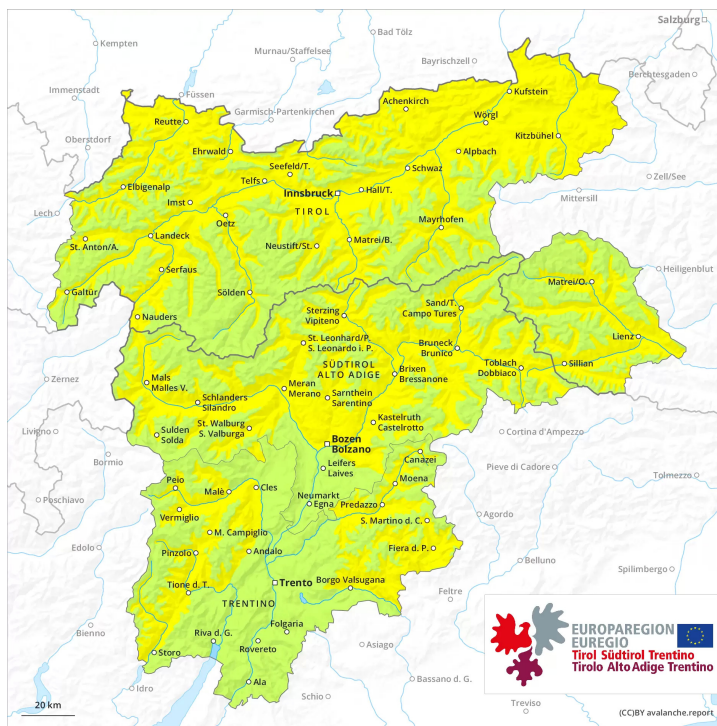 Salzburg
Kempten
Bad Tölz
Murnau/Staffelsee
Bayrischzell
Berchtesgaden
Immenstadt
Füssen
Kufstein
Achenkirch
Garmisch-Partenkirchen
Reutte
Wörgl
Oberstdorf
Kitzbühel
Ehrwald
Alpbach
Seefeld/T.
Schwaz
Telfs
Zell/See
Elbigenalp
Innsbruck
Hall/T.
Mittersill
Imst
TIROL
Lech
Oetz
Mayrhofen
Landeck
St. Anton/A.
Neustift/St.
Matrei/B.
Serfaus
Heiligenblut
Matrei/O.
Galtür
Sölden
Sand/T.
Campo Tures
Nauders
Sterzing
Vipiteno
Lienz
St. Leonhard/P.
S. Leonardo i. P.
Bruneck
Brunico
Sillian
Toblach
Dobbiaco
SÜDTIROL
ALTO ADIGE
Brixen
Bressanone
Zernez
Mals
Malles V.
Meran
Merano
Sarnthein
Sarentino
Schlanders
Silandro
St. Walburg
S. Valburga
Kastelruth
Castelrotto
Livigno
Sulden
Solda
Bozen
Bolzano
Cortina d'Ampezzo
Bormio
Canazei
Leifers
Laives
Pieve di Cadore
Tolmezzo
Peio
Moena
Malè
Cles
Neumarkt
Egna
Poschiavo
Predazzo
Vermiglio
Agordo
S. Martino d. C.
M. Campiglio
Edolo
Pinzolo
Andalo
Fiera d. P.
Belluno
Spilimbergo
Tione d. T.
Trento
Borgo Valsugana
Feltre
TRENTINO
Folgaria
Bienno
Riva d. G.
Rovereto
Asiago
Storo
Bassano d. G.
Ala
Idro
Schio
Treviso
EUROPAREGION
EUREGIO
Tirol Südtirol Trentino
Tirolo Alto Adige Trentino
20 km
(CC)BY avalanche.report